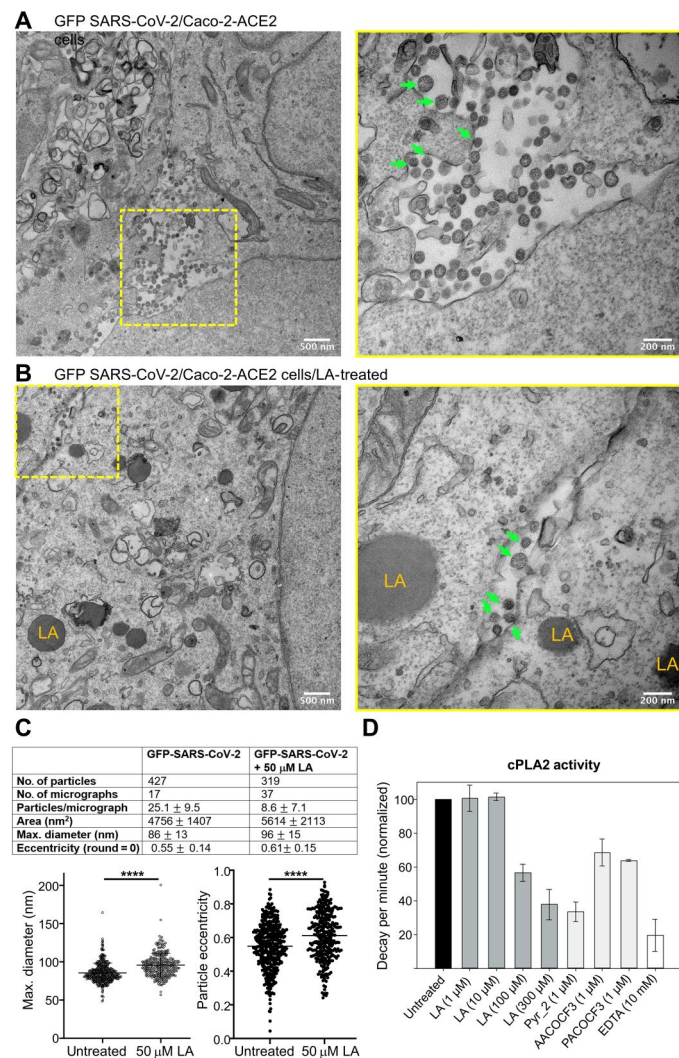 A GFP SARS-CoV-2/Caco-2-ACE2
cells
500 nm
200 nm
B GFP SARS-CoV-2/Caco-2-ACE2 cells/LA-treated
LA
500 nm
LA
LA
LA
200 nm
C
GFP-SARS-CoV-2 GFP-SARS-CoV-2
+ 50 µM LA
No. of particles 427 319
No. of micrographs 17 37
Particles/micrograph 25.1 ± 9.5 8.6 ± 7.1
Area (nm²) 4756 ± 1407 5614 ± 2113
Max. diameter (nm) 86 ± 13 96 ± 15
Eccentricity (round = 0) 0.55 ± 0.14 0.61 ± 0.15
Max. diameter (nm)
200
150
100
50
0
****
Untreated 50 µM LA
Particle eccentricity
1.0
0.8
0.6
0.4
0.2
0.0
****
Untreated 50 µM LA
D
cPLA2 activity
Decay per minute (normalized)
100
80
60
40
20
Untreated
LA (1 µM)
LA (10 µM)
LA (100 µM)
LA (300 µM)
Pyr_2 (1 µM)
AACOCF3 (1 µM)
PACOCF3 (1 µM)
EDTA (10 mM)